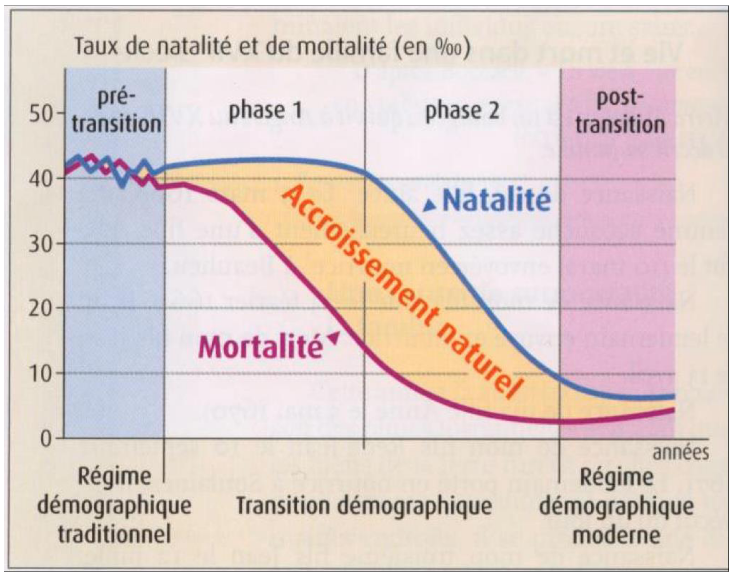 Taux de natalité et de mortalité (en ‰)
pré-
transition
phase 1
phase 2
post-
transition
50
40
30
20
10
0
Natalité
Accroissement naturel
Mortalité
années
Régime
démographique
traditionnel
Transition démographique
Régime
démographique
moderne